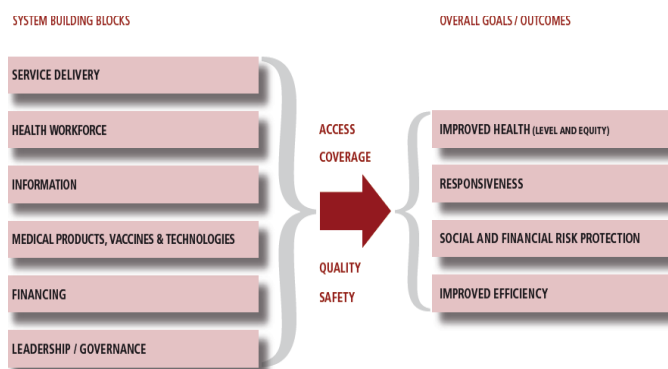 SYSTEM BUILDING BLOCKS
SERVICE DELIVERY
HEALTH WORKFORCE
INFORMATION
MEDICAL PRODUCTS, VACCINES & TECHNOLOGIES
FINANCING
LEADERSHIP / GOVERNANCE
ACCESS
COVERAGE
QUALITY
SAFETY
OVERALL GOALS / OUTCOMES
IMPROVED HEALTH (LEVEL AND EQUITY)
RESPONSIVENESS
SOCIAL AND FINANCIAL RISK PROTECTION
IMPROVED EFFICIENCY